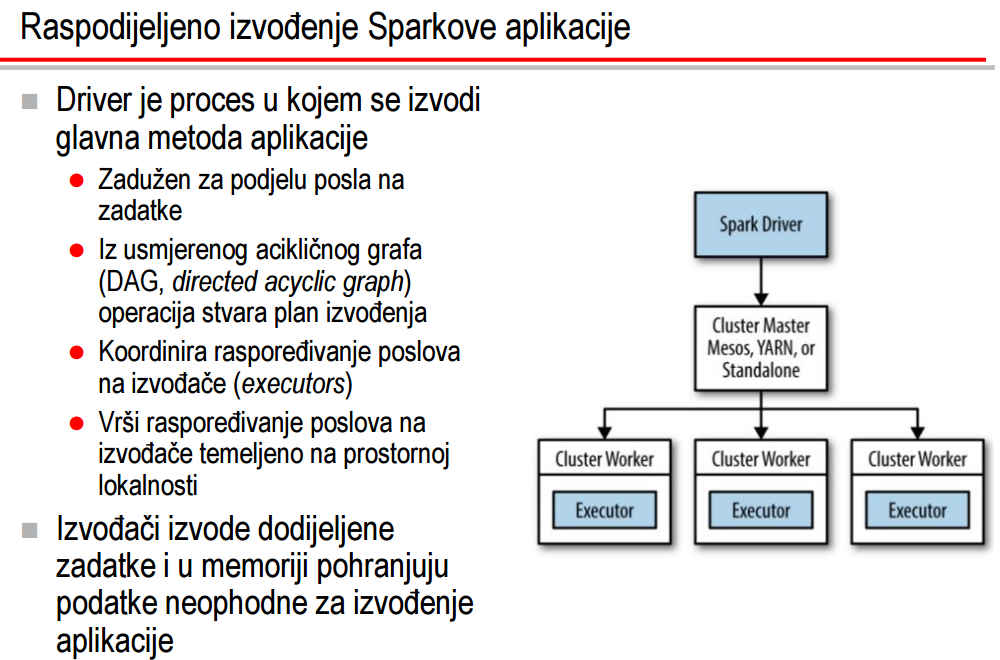 Raspodijeljeno izvođenje Sparkove aplikacije
Driver je proces u kojem se izvodi
glavna metoda aplikacije
Zadužen za podjelu posla na
zadatke
Iz usmjerenog acikličnog grafa
(DAG, directed acyclic graph)
operacija stvara plan izvođenja
Koordinira raspoređivanje poslova
na izvođače (executors)
Vrši raspoređivanje poslova na
izvođače temeljeno na prostornoj
lokalnosti
Izvođači izvode dodijeljene
zadatke i u memoriji pohranjuju
podatke neophodne za izvođenje
aplikacije
Spark Driver
Cluster Master
Mesos, YARN, or
Standalone
Cluster Worker
Executor
Cluster Worker
Executor
Cluster Worker
Executor